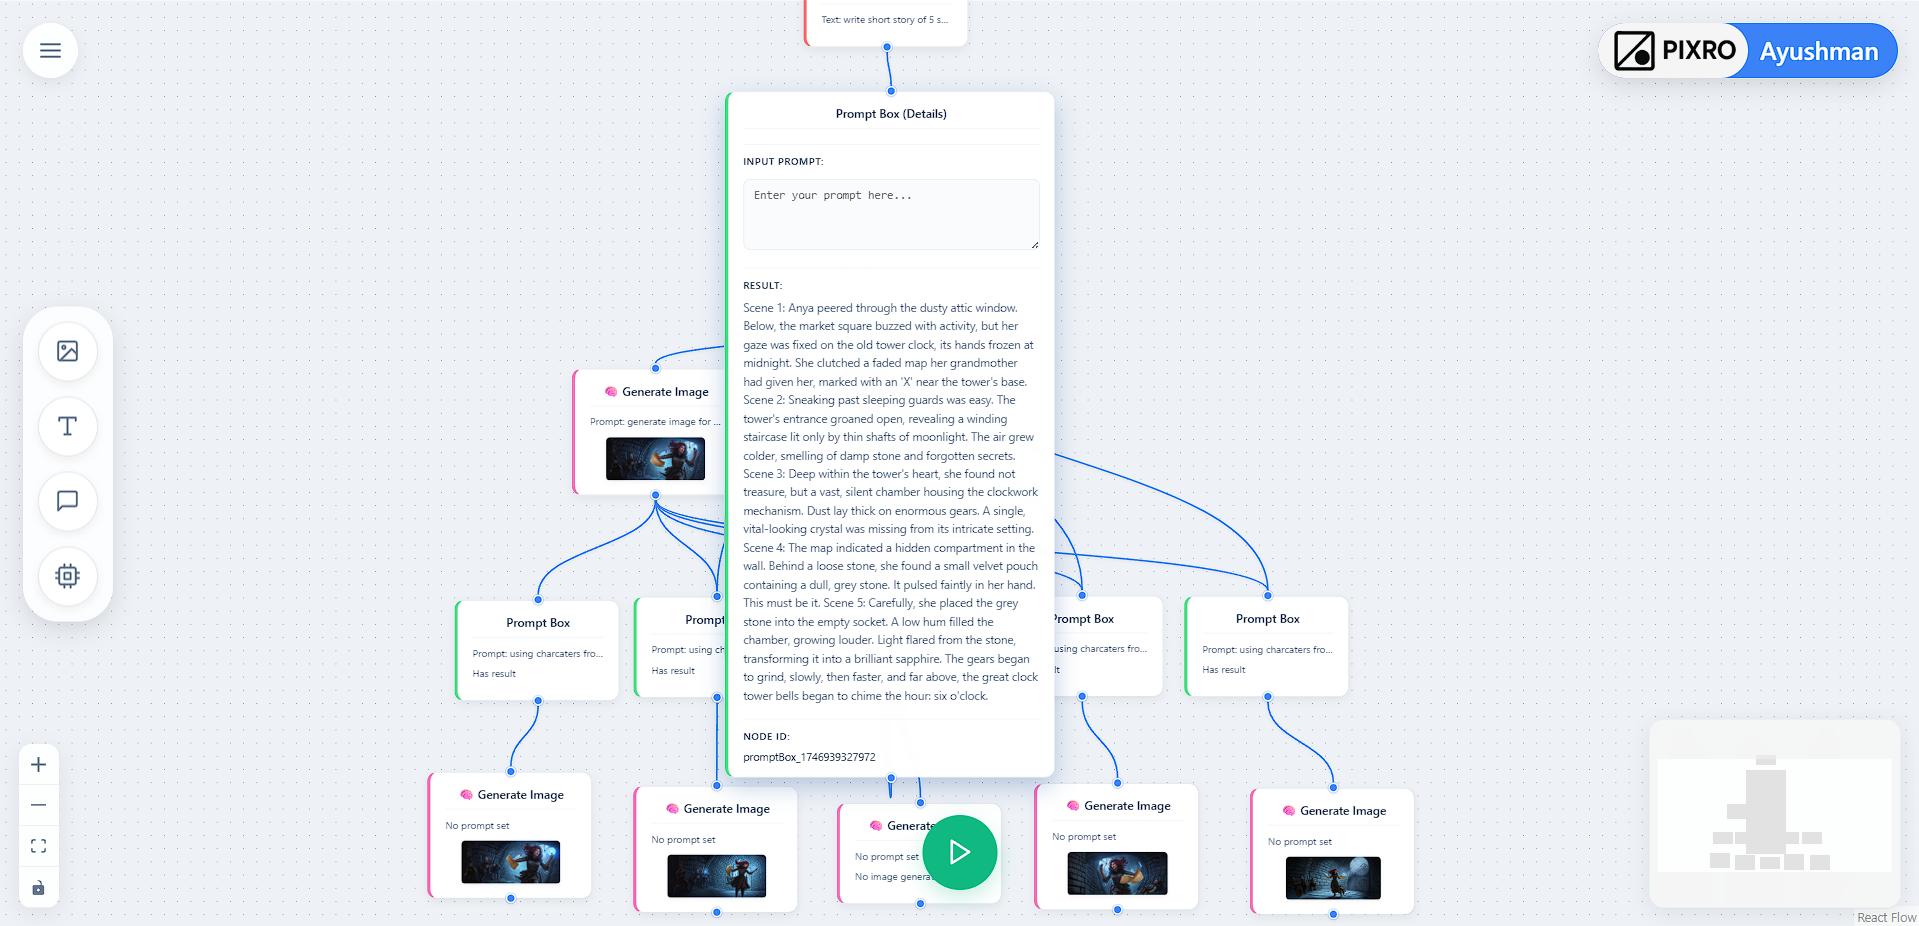 Text: write short story of 5 s...
PIXRO
Ayushman
Prompt Box (Details)
INPUT PROMPT:
Enter your prompt here...
RESULT:
Scene 1: Anya peered through the dusty attic window.
Below, the market square buzzed with activity, but her
gaze was fixed on the old tower clock, its hands frozen at
midnight. She clutched a faded map her grandmother
had given her, marked with an 'X' near the tower's base.
Scene 2: Sneaking past sleeping guards was easy. The
tower's entrance groaned open, revealing a winding
staircase lit only by thin shafts of moonlight. The air grew
colder, smelling of damp stone and forgotten secrets.
Scene 3: Deep within the tower's heart, she found not
treasure, but a vast, silent chamber housing the clockwork
mechanism. Dust lay thick on enormous gears. A single,
vital-looking crystal was missing from its intricate setting.
Scene 4: The map indicated a hidden compartment in the
wall. Behind a loose stone, she found a small velvet pouch
containing a dull, grey stone. It pulsed faintly in her hand.
This must be it. Scene 5: Carefully, she placed the grey
stone into the empty socket. A low hum filled the
chamber, growing louder. Light flared from the stone,
transforming it into a brilliant sapphire. The gears began
to grind, slowly, then faster, and far above, the great clock
tower bells began to chime the hour: six o'clock.
NODE ID:
promptBox_1746939327972
Generate Image
Prompt: generate image for ...
Prompt Box
Prompt: using charcaters fro...
Has result
Prompt
Prompt: using ch
Has result
Prompt Box
using charcaters fro...
lt
Prompt Box
Prompt: using charcaters fro...
Has result
Generate Image
No prompt set
Generate Image
No prompt set
Generate
No prompt set
No image genera
Generate Image
No prompt set
Generate Image
No prompt set
React Flow